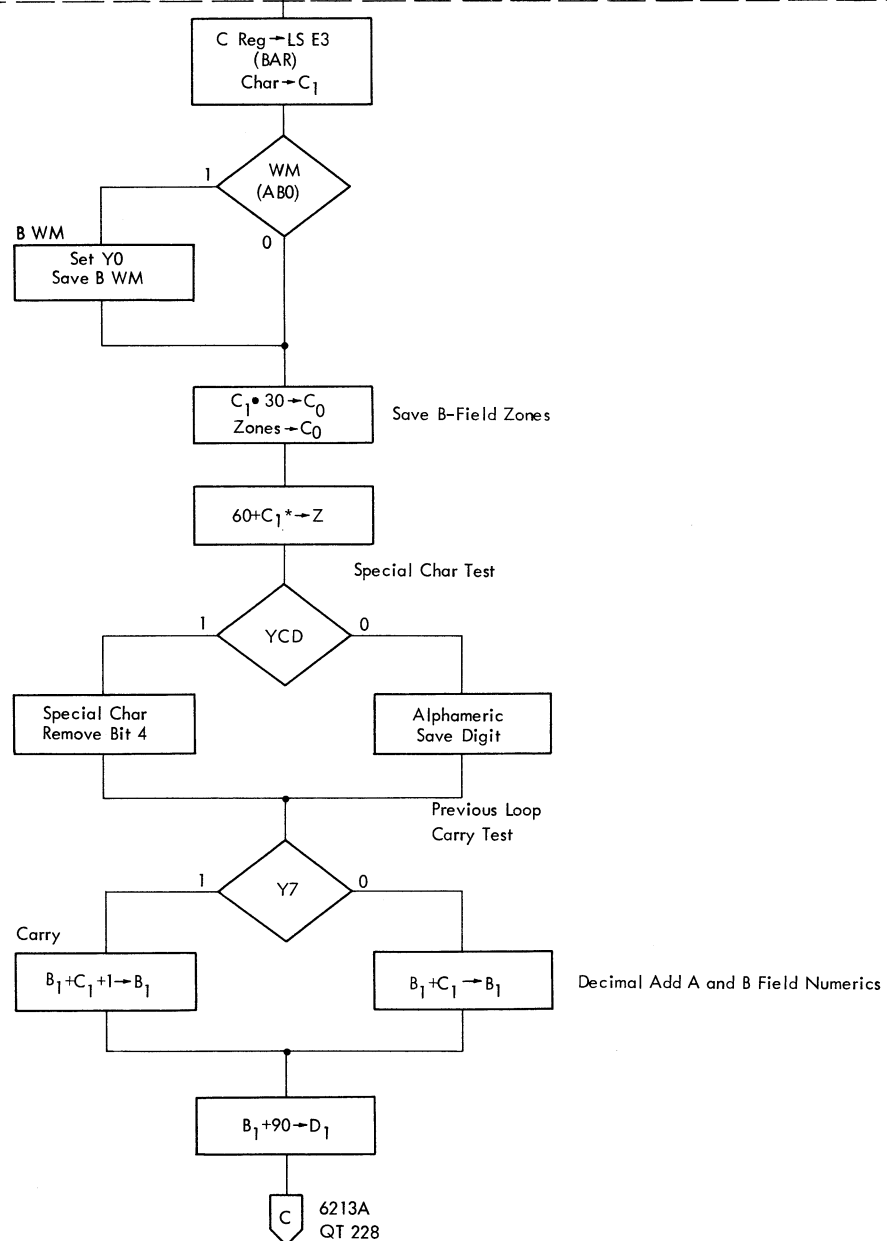 C Reg→LS E3
(BAR)
Char→C₁
WM
(AB0)
1
0
B WM
Set Y0
Save B WM
C₁• 30→C₀
Zones→C₀
Save B-Field Zones
60+C₁*→Z
Special Char Test
YCD
1
0
Special Char
Remove Bit 4
Alphameric
Save Digit
Previous Loop
Carry Test
Y7
1
0
Carry
B₁+C₁+1→B₁
B₁+C₁→B₁
Decimal Add A and B Field Numerics
B₁+90→D₁
C
6213A
QT 228